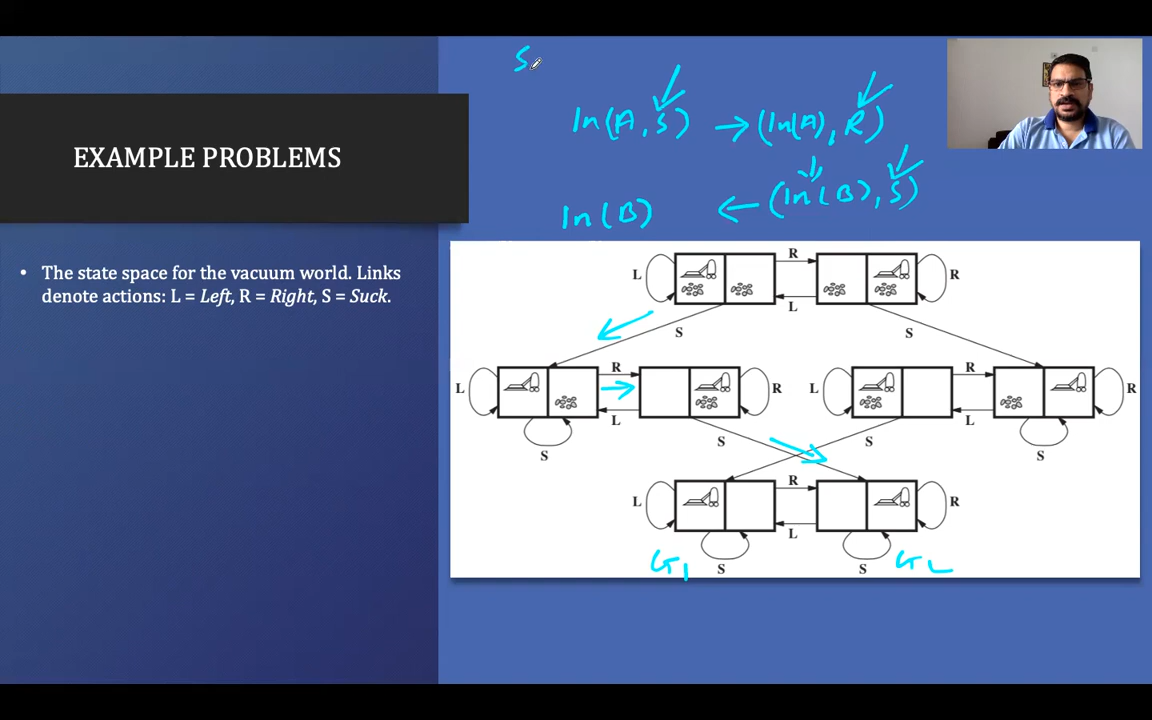 EXAMPLE PROBLEMS
• The state space for the vacuum world. Links
denote actions: L = Left, R = Right, S = Suck.
S
In(A, S) → (In(A), R)
(In(B), S)
In(B) ←
R
L R
L
S S
R R
L R L R
L L
S S
S S
R
L R
L
S S
G1 G2